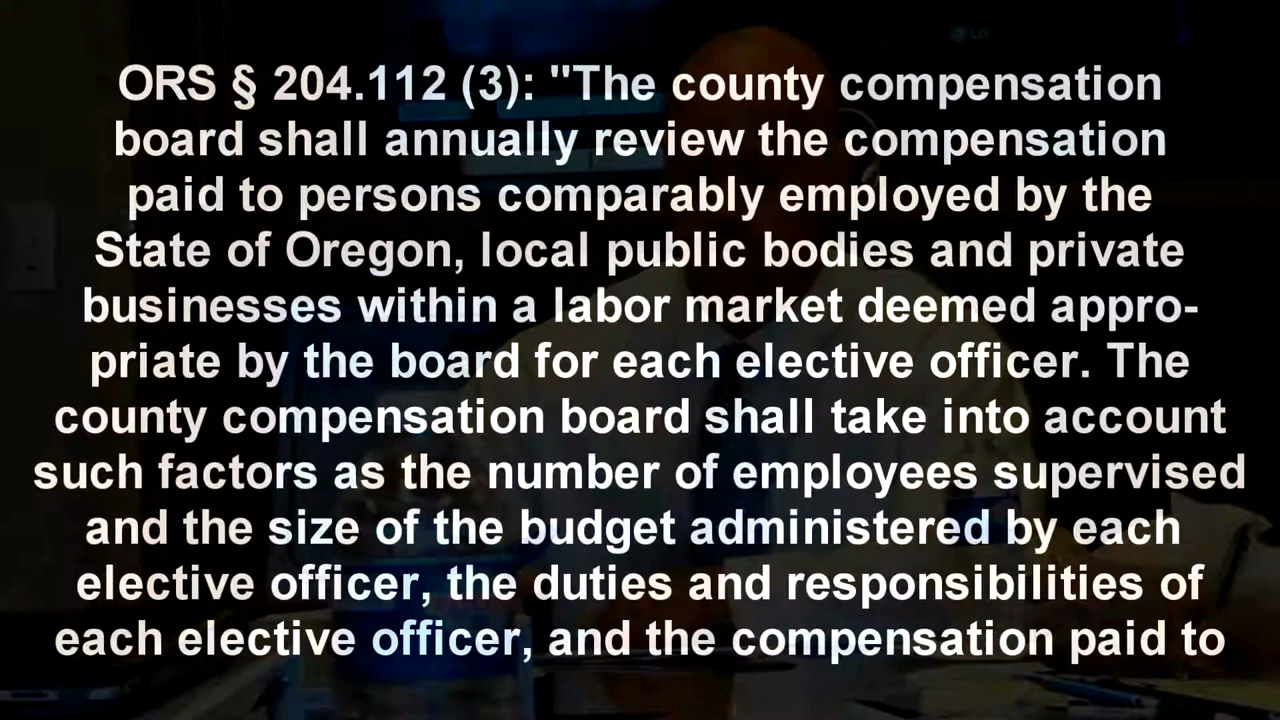 ORS § 204.112 (3): "The county compensation
board shall annually review the compensation
paid to persons comparably employed by the
State of Oregon, local public bodies and private
businesses within a labor market deemed appro-
priate by the board for each elective officer. The
county compensation board shall take into account
such factors as the number of employees supervised
and the size of the budget administered by each
elective officer, the duties and responsibilities of
each elective officer, and the compensation paid to